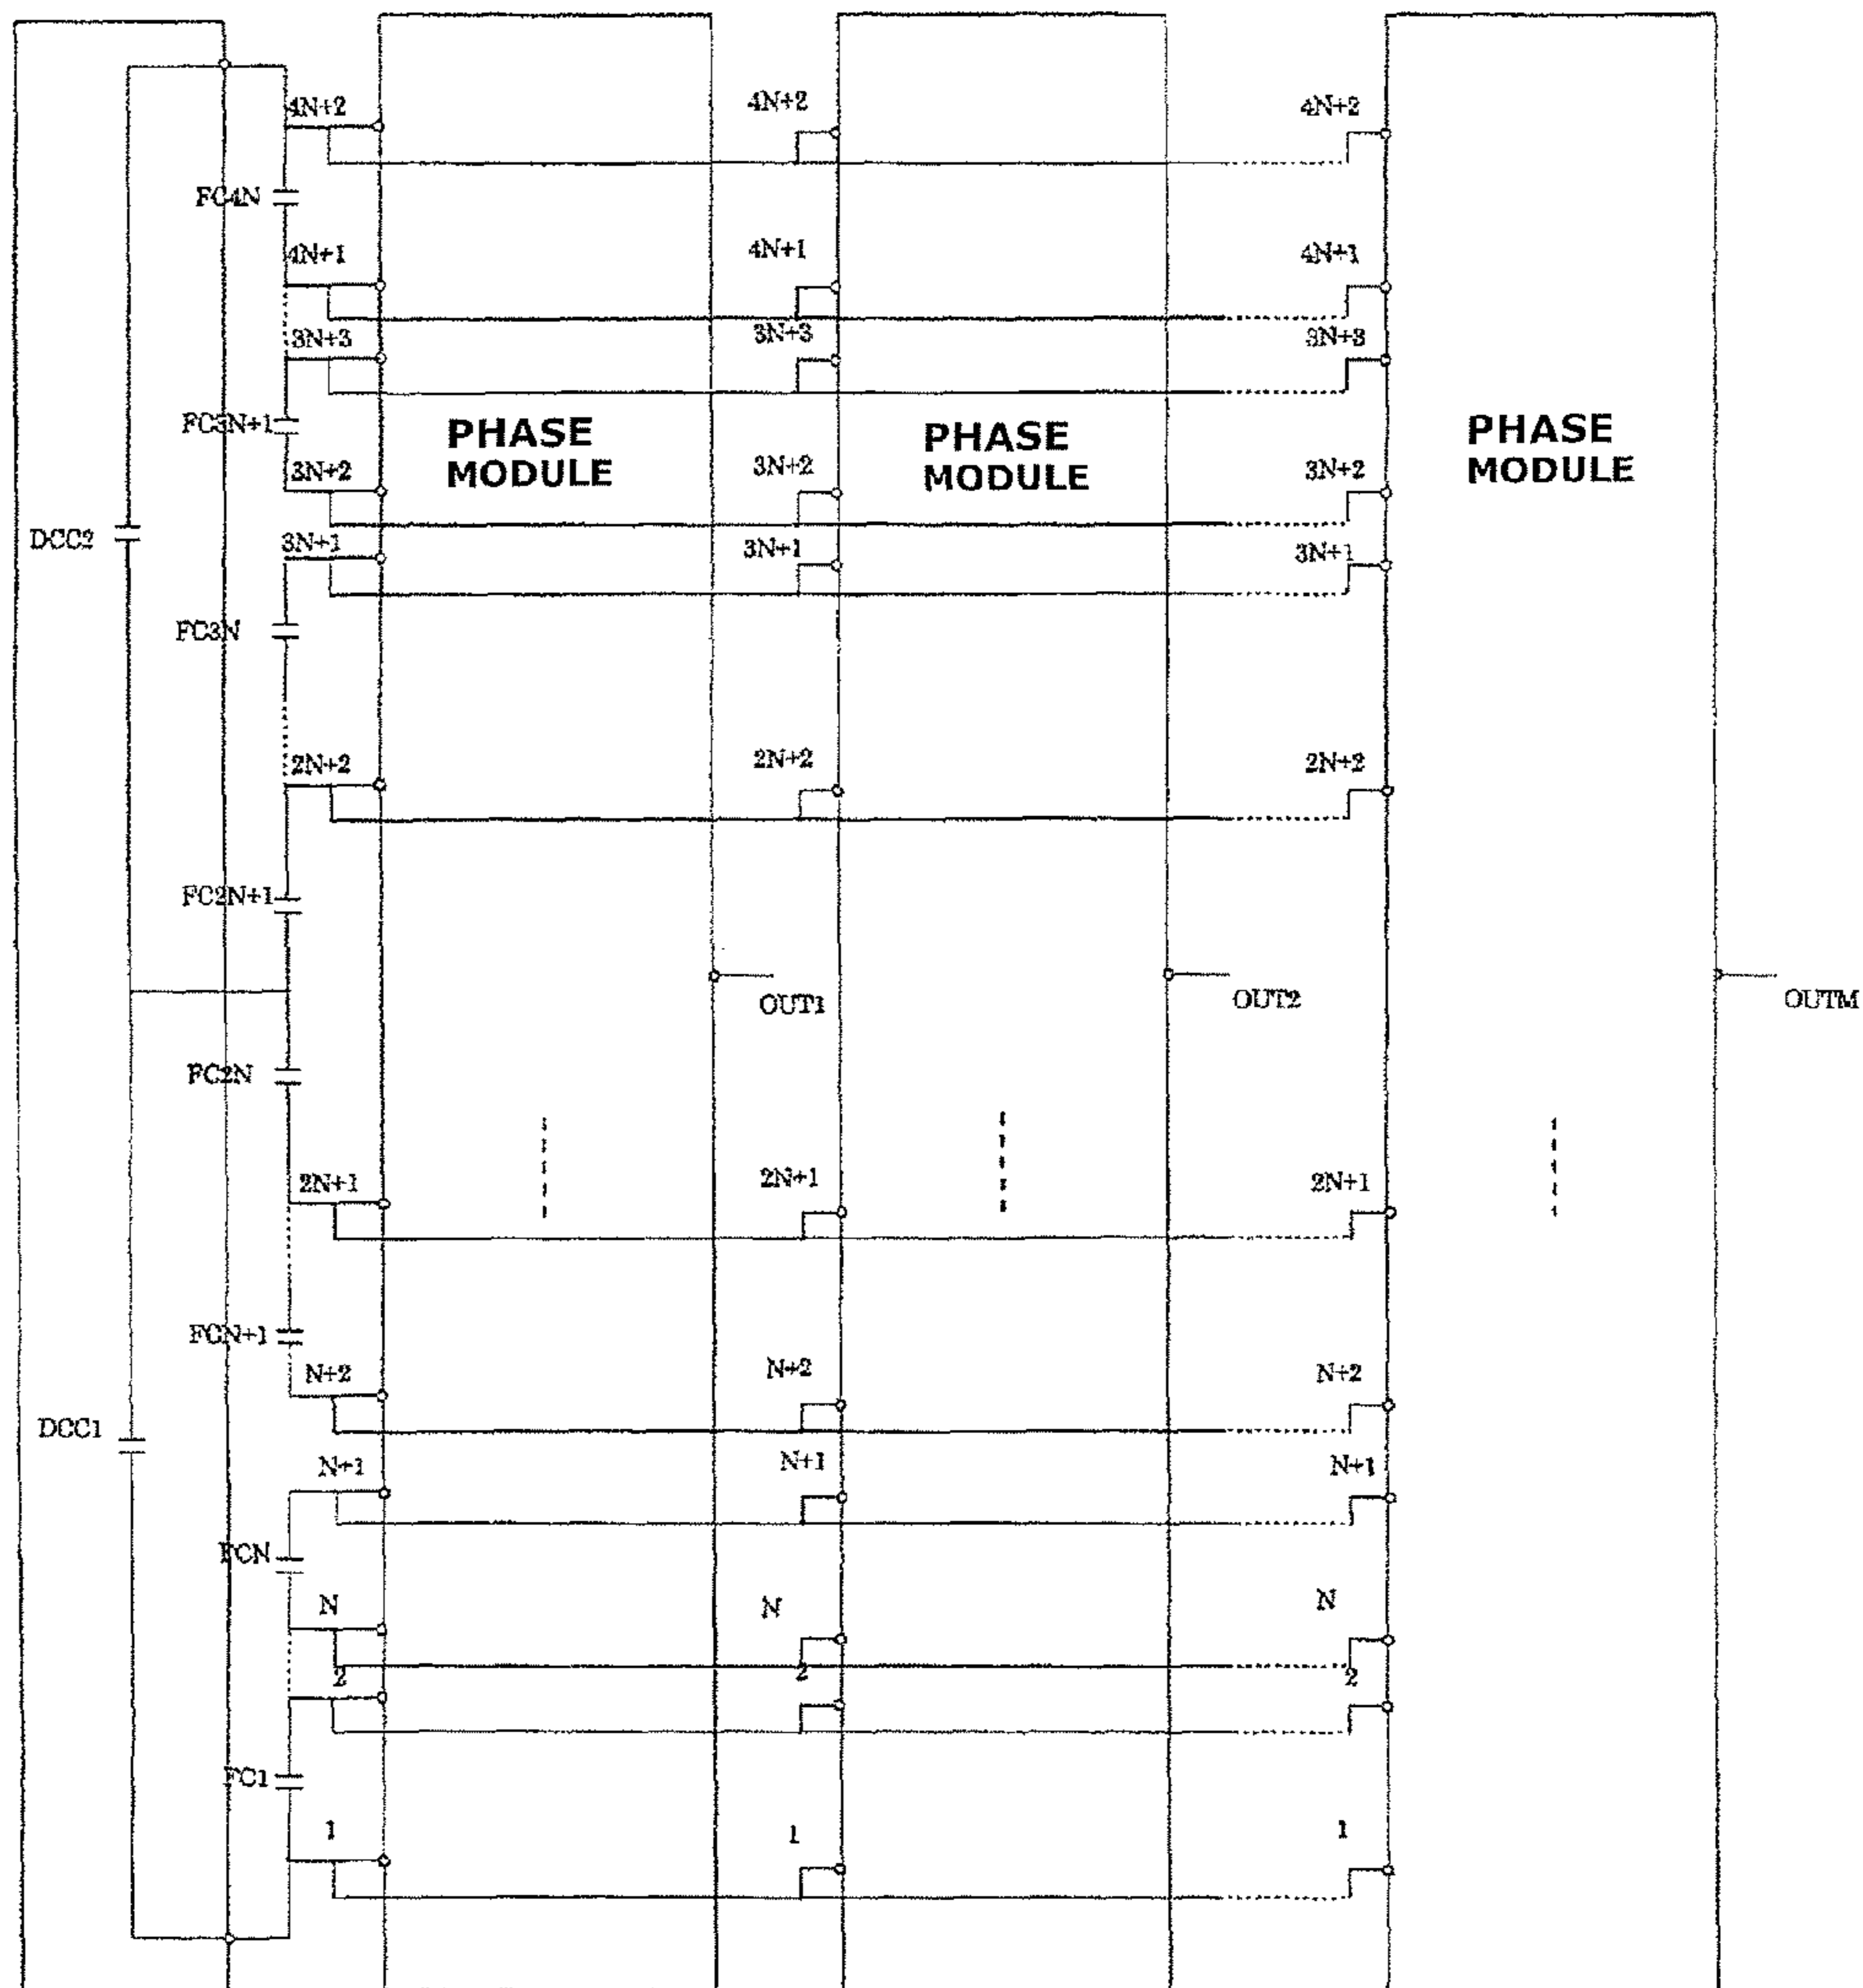 4N+2 4N+2 4N+2
FC4N
4N+1 4N+1 4N+1
3N+3 3N+3 3N+3
FC3N+1
PHASE MODULE
PHASE MODULE
PHASE MODULE
3N+2 3N+2 3N+2
DCC2
3N+1 3N+1 3N+1
FC3N
2N+2 2N+2 2N+2
FC2N+1
OUT1 OUT2 OUTM
FC2N
2N+1 2N+1 2N+1
FCN+1
N+2 N+2 N+2
DCC1
N+1 N+1 N+1
FCN
N N N
2 2 2
FC1
1 1 1